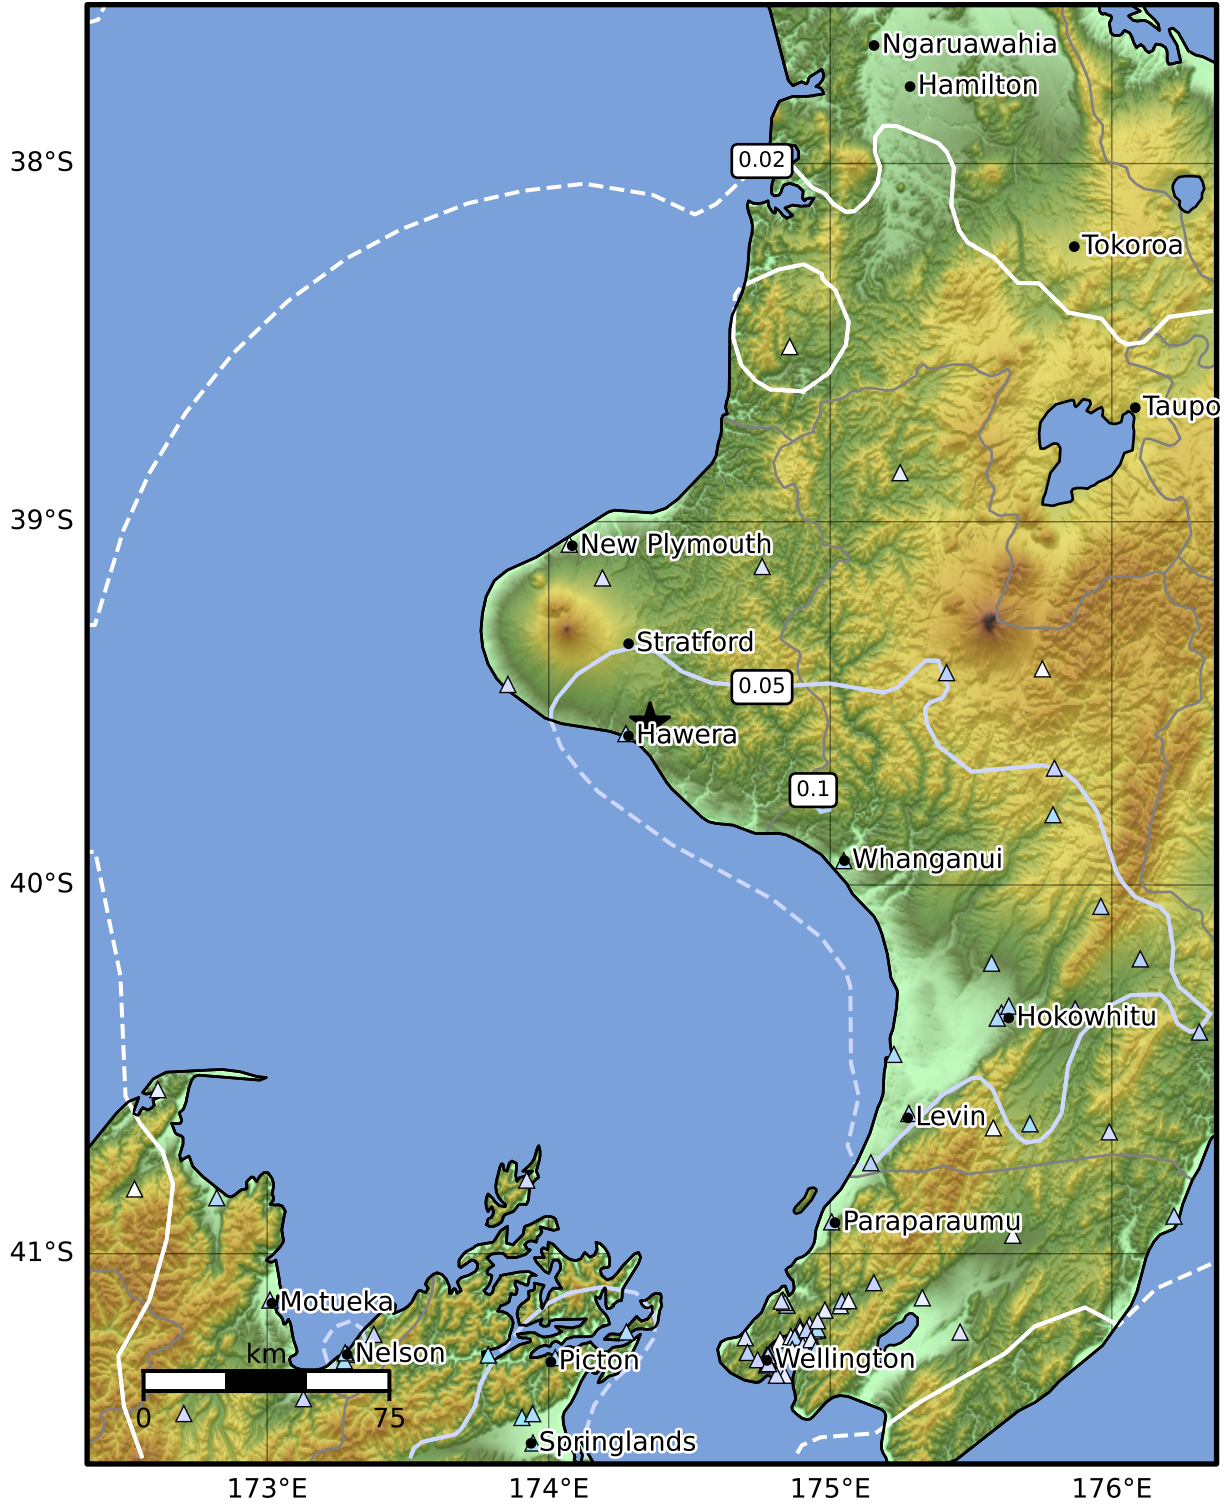 Ngaruawahia
Hamilton
0.02
38°S
Tokoroa
Taupo
39°S
New Plymouth
Stratford
0.05
Hawera
0.1
Whanganui
40°S
Hokowhitu
Levin
Paraparaumu
41°S
Motueka
km
Nelson
Picton
Wellington
0
75
Springlands
173°E
174°E
175°E
176°E